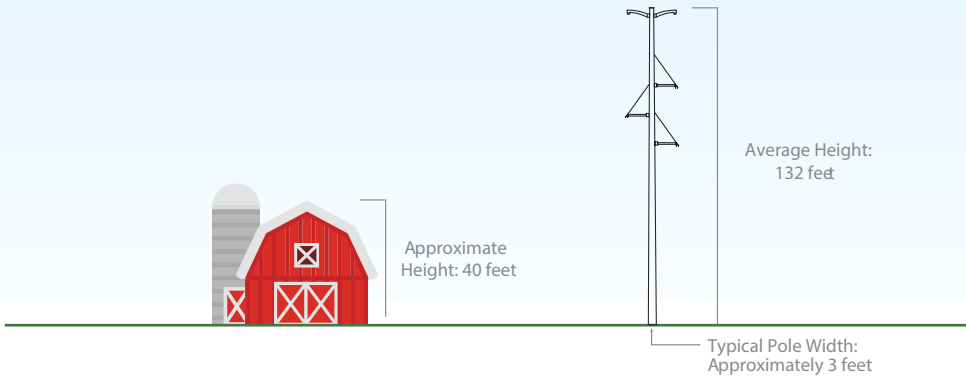 Average Height:
132 feet
Approximate
Height: 40 feet
Typical Pole Width:
Approximately 3 feet